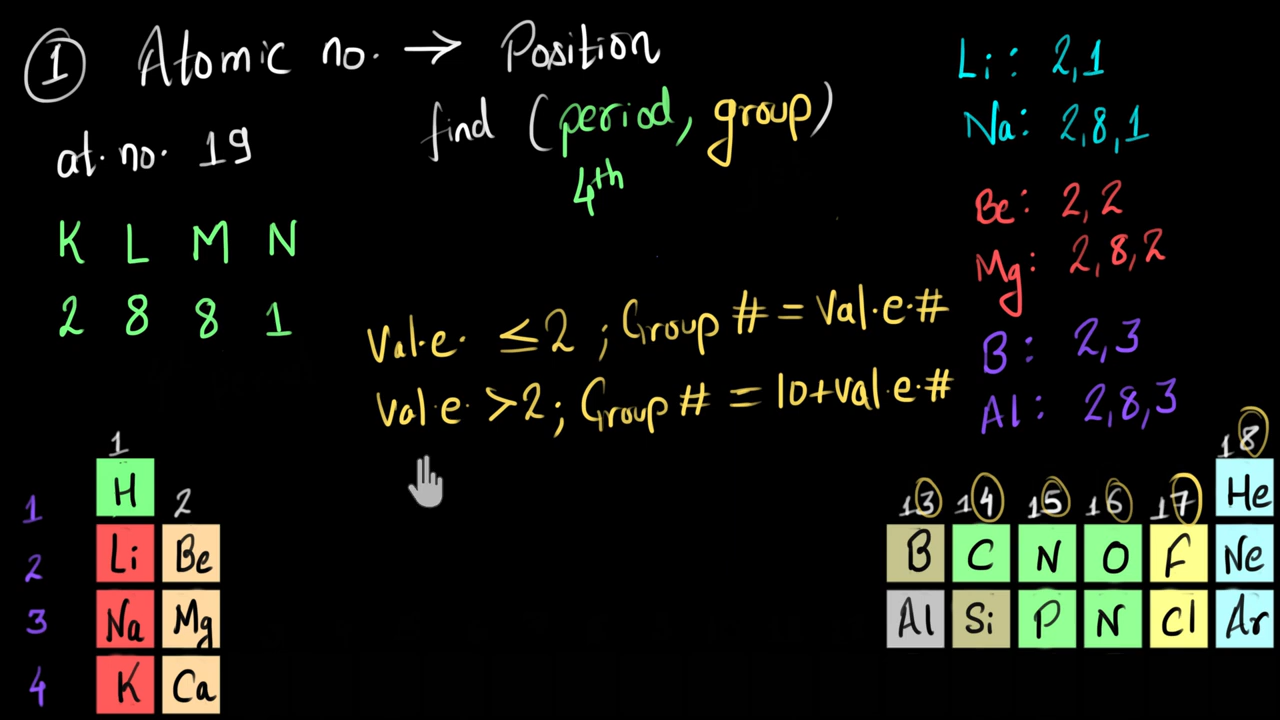 ① Atomic no. → Position
find (period, group)
4th
at. no. 19
K L M N
2 8 8 1
Val.e. ≤2 ; Group # = Val.e.#
Val.e. >2; Group # = 10+Val.e.#
Li: 2,1
Na: 2,8,1
Be: 2,2
Mg: 2,8,2
B: 2,3
Al: 2,8,3
1 18
1 H 2 13 14 15 16 17 He
2 Li Be B C N O F Ne
3 Na Mg Al Si P N Cl Ar
4 K Ca